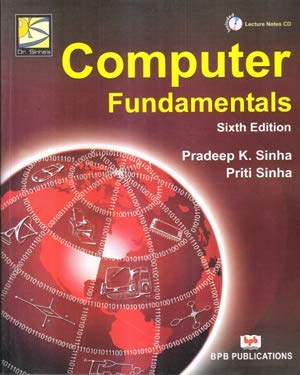 Dr. Sinha's
Lecture Notes CD
Computer
Fundamentals
Sixth Edition
Pradeep K. Sinha
Priti Sinha
bpb
BPB PUBLICATIONS